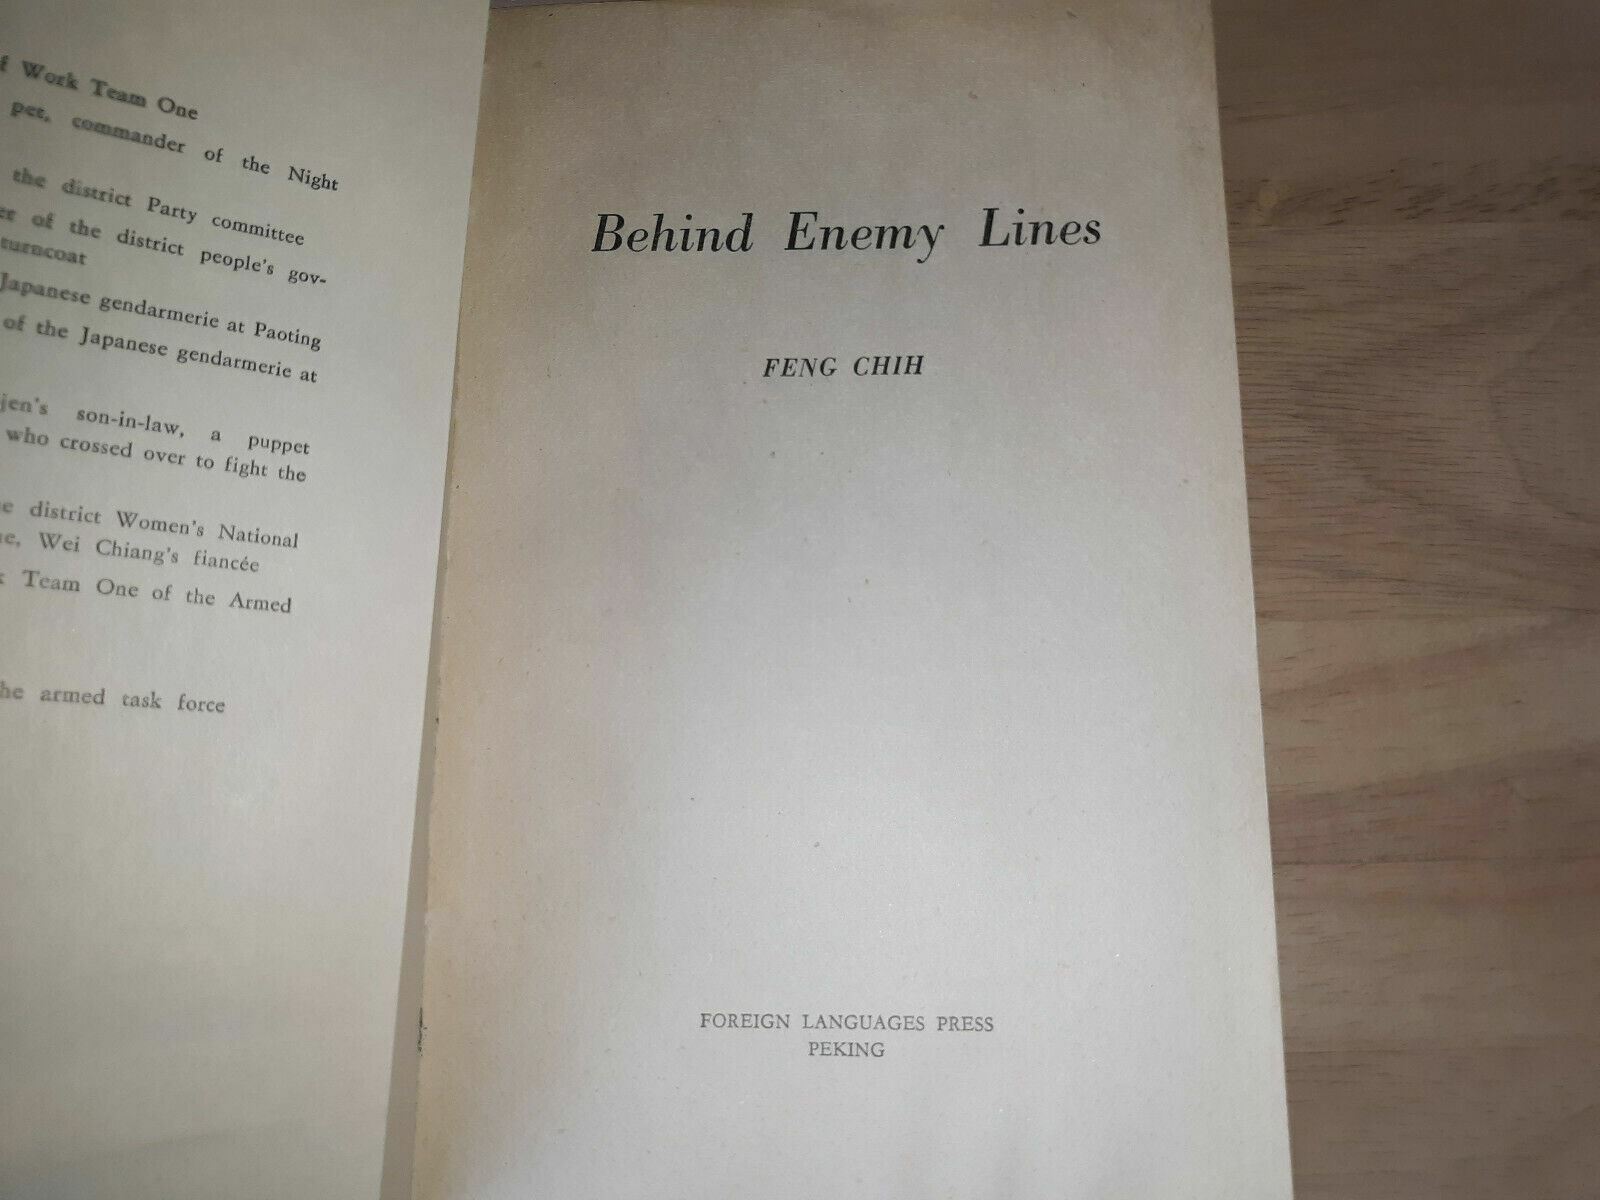 Work Team One
pet, commander of the Night
the district Party committee
of the district people's gov-
turncoat
Japanese gendarmerie at Paoting
of the Japanese gendarmerie at
jen's son-in-law, a puppet
who crossed over to fight the
district Women's National
Wei Chiang's fiancée
Team One of the Armed
armed task force
Behind Enemy Lines
FENG CHIH
FOREIGN LANGUAGES PRESS
PEKING